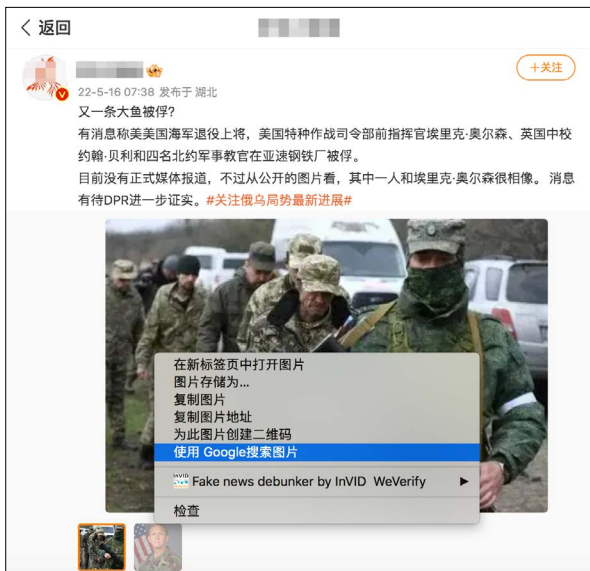 返回
+关注
22-5-16 07:38 发布于 湖北
又一条大鱼被俘?
有消息称美美国海军退役上将，美国特种作战司令部前指挥官埃里克·奥尔森、英国中校
约翰·贝利和四名北约军事教官在亚速钢铁厂被俘。
目前没有正式媒体报道，不过从公开的图片看，其中一人和埃里克·奥尔森很相像。 消息
有待DPR进一步证实。#关注俄乌局势最新进展#
在新标签页中打开图片
图片存储为...
复制图片
复制图片地址
为此图片创建二维码
使用 Google搜索图片
InVID Fake news debunker by InVID WeVerify
检查